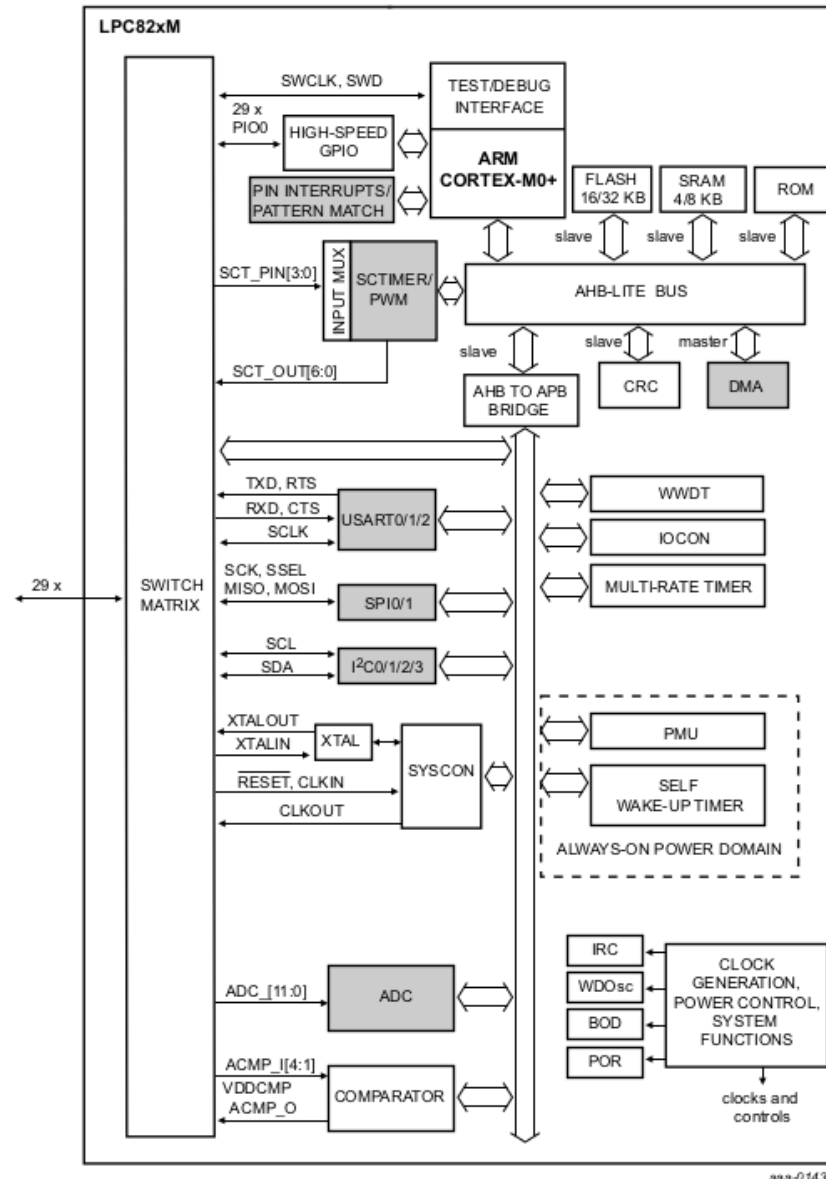 LPC82xM
SWCLK, SWD
TEST/DEBUG
INTERFACE
29 x
PIO0
HIGH-SPEED
GPIO
ARM
CORTEX-M0+
PIN INTERRUPTS/
PATTERN MATCH
FLASH
16/32 KB
SRAM
4/8 KB
ROM
slave
slave
slave
SCT_PIN[3:0]
INPUT MUX
SCTIMER/
PWM
AHB-LITE BUS
SCT_OUT[6:0]
slave
slave
master
AHB TO APB
BRIDGE
CRC
DMA
TXD, RTS
RXD, CTS
SCLK
USART0/1/2
WWDT
IOCON
29 x
SWITCH
MATRIX
SCK, SSEL
MISO, MOSI
SPI0/1
MULTI-RATE TIMER
SCL
SDA
I²C0/1/2/3
XTALOUT
XTALIN
XTAL
RESET, CLKIN
CLKOUT
SYSCON
PMU
SELF
WAKE-UP TIMER
ALWAYS-ON POWER DOMAIN
ADC_[11:0]
ADC
IRC
WDOsc
BOD
POR
CLOCK
GENERATION,
POWER CONTROL,
SYSTEM
FUNCTIONS
ACMP_I[4:1]
VDDCMP
ACMP_O
COMPARATOR
clocks and
controls